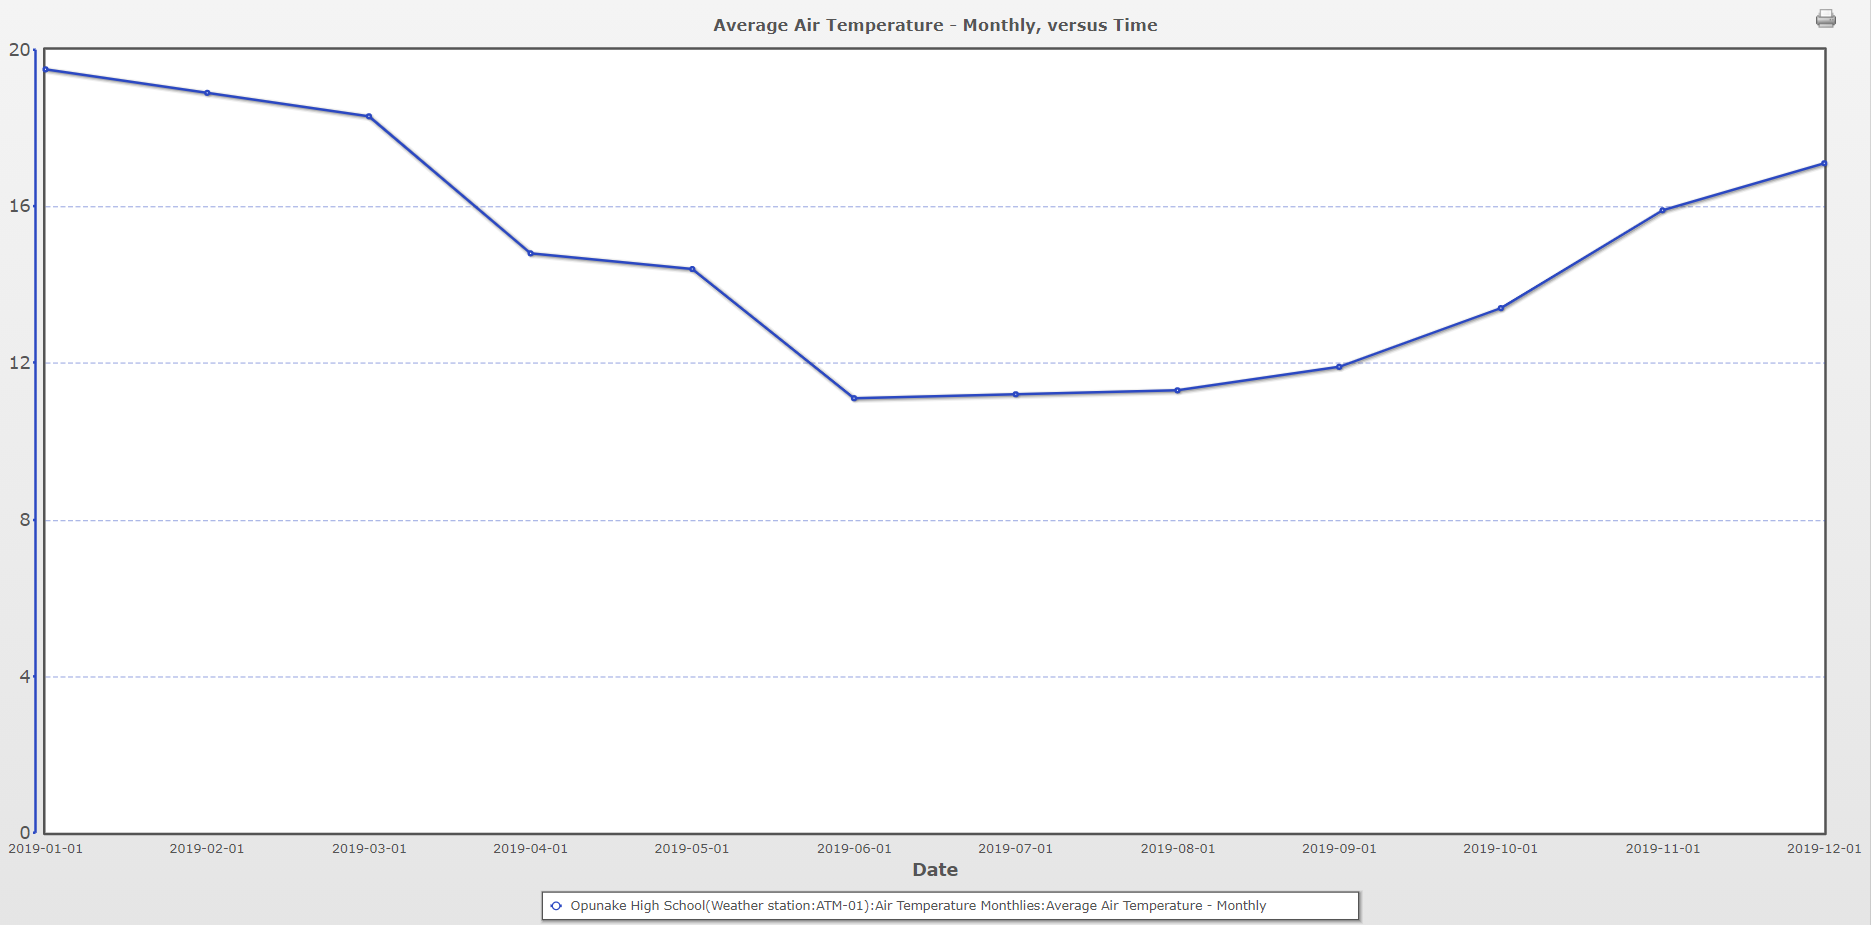 Average Air Temperature - Monthly, versus Time
20
16
12
8
4
0
2019-01-01 2019-02-01 2019-03-01 2019-04-01 2019-05-01 2019-06-01 2019-07-01 2019-08-01 2019-09-01 2019-10-01 2019-11-01 2019-12-01
Date
Opunake High School(Weather station:ATM-01):Air Temperature Monthlies:Average Air Temperature - Monthly